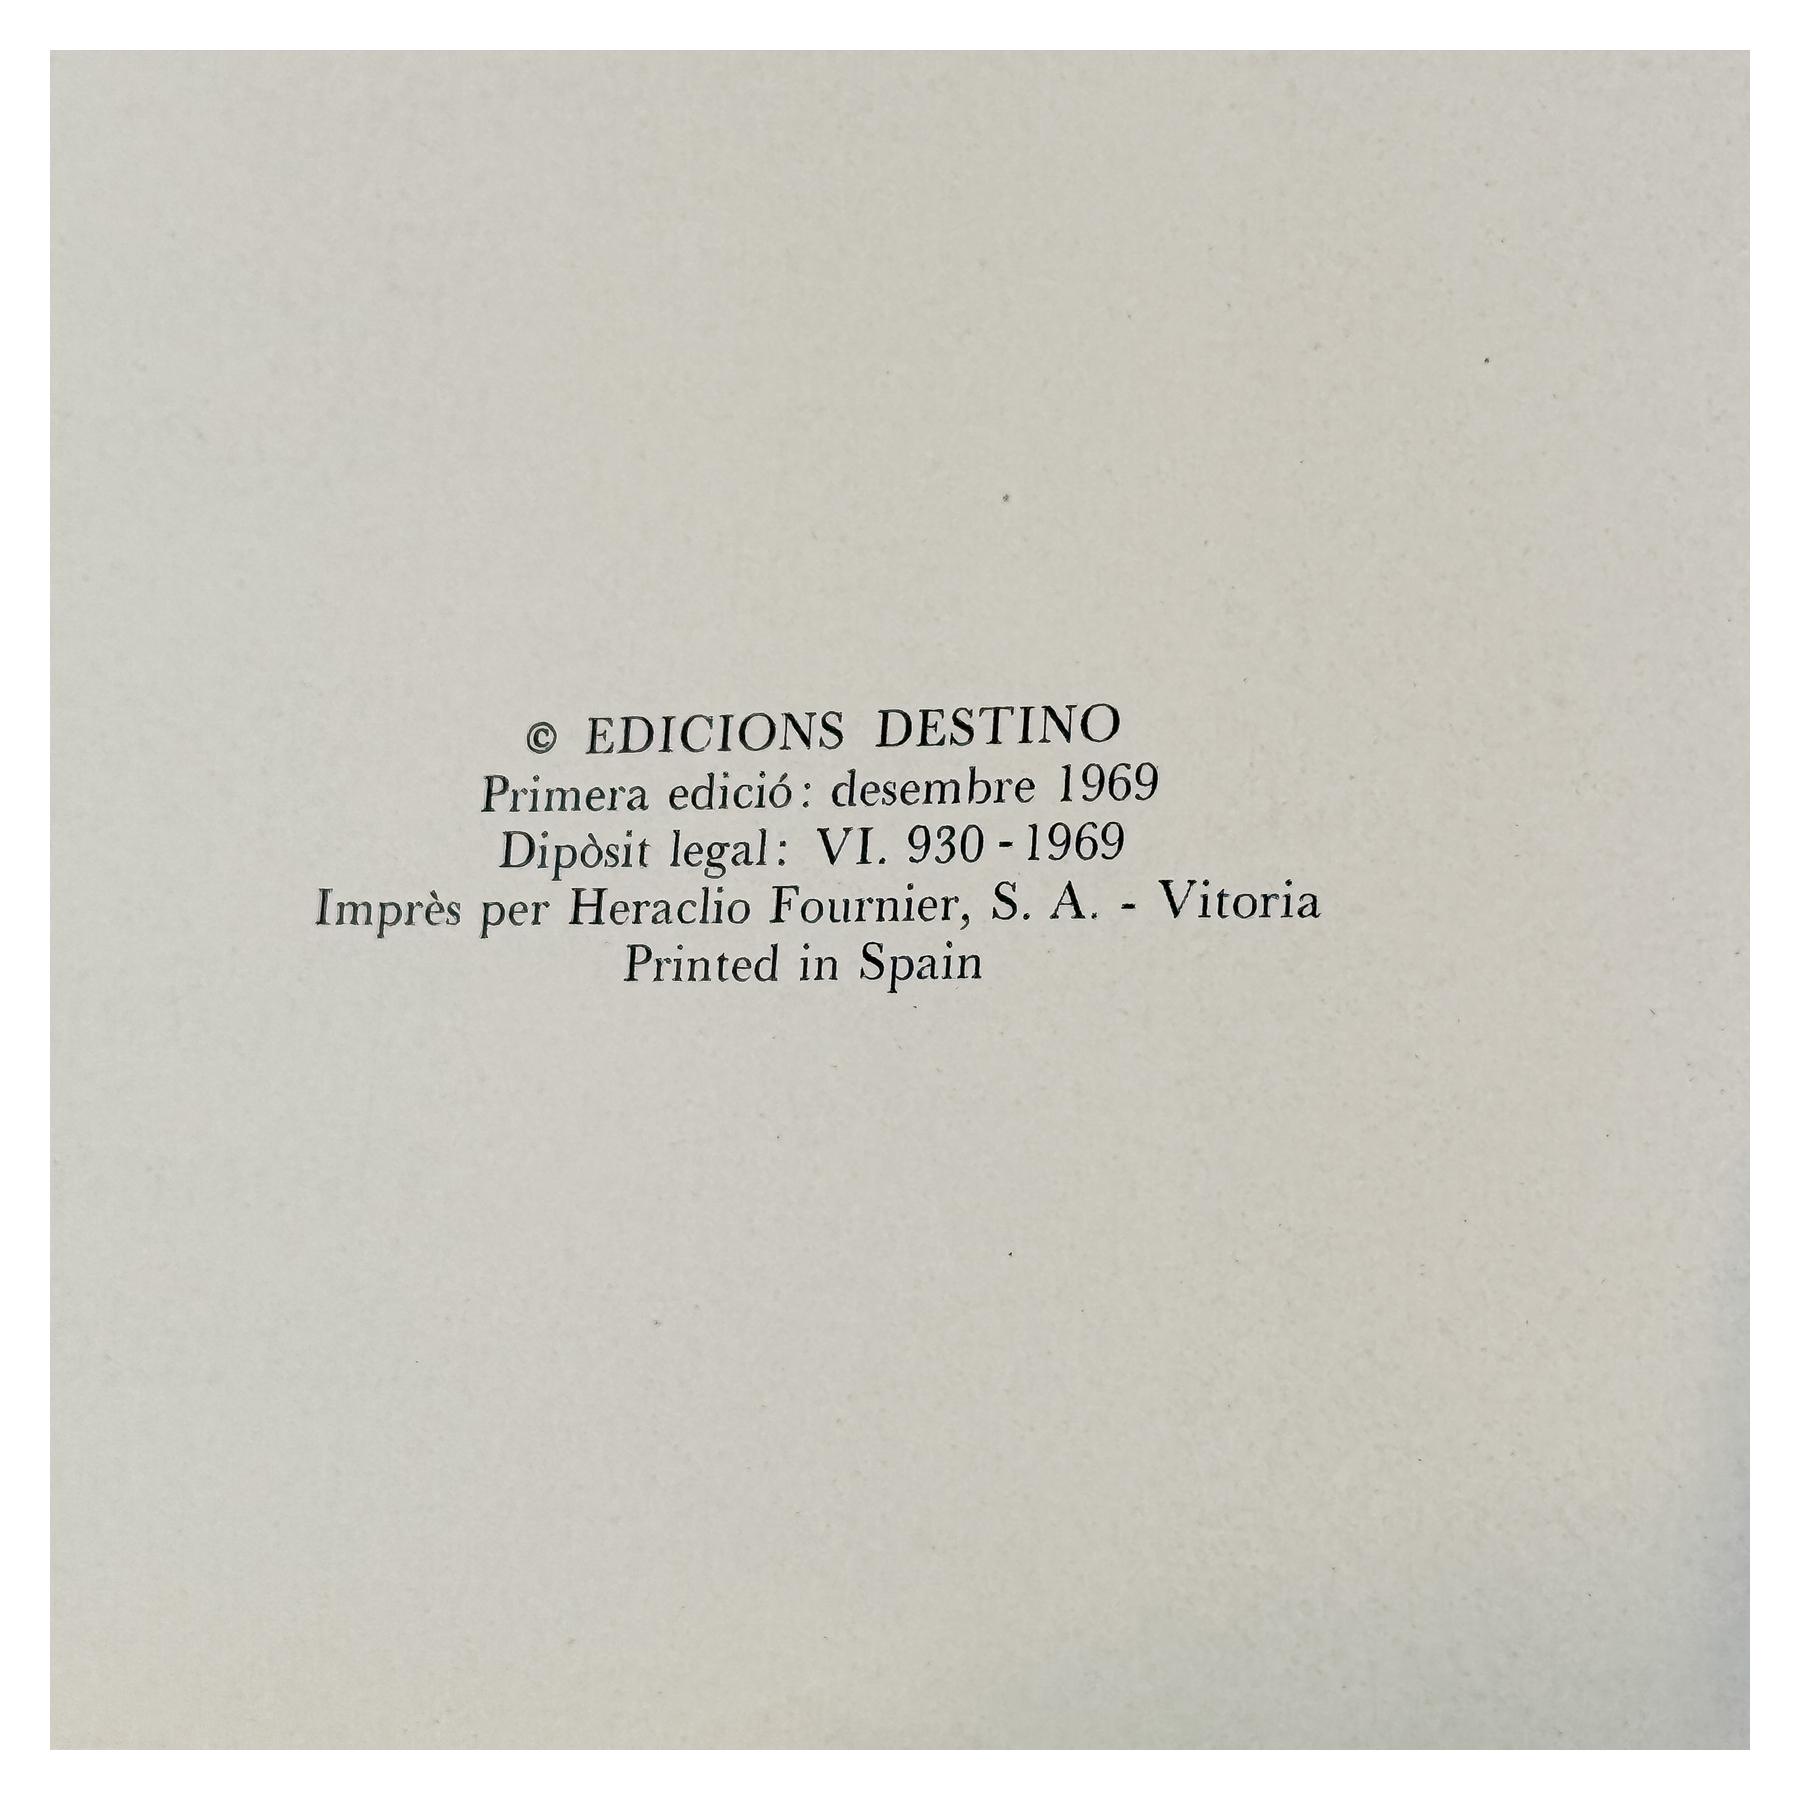 © EDICIONS DESTINO
Primera edició: desembre 1969
Dipòsit legal: VI. 930 - 1969
Imprès per Heraclio Fournier, S. A. - Vitoria
Printed in Spain